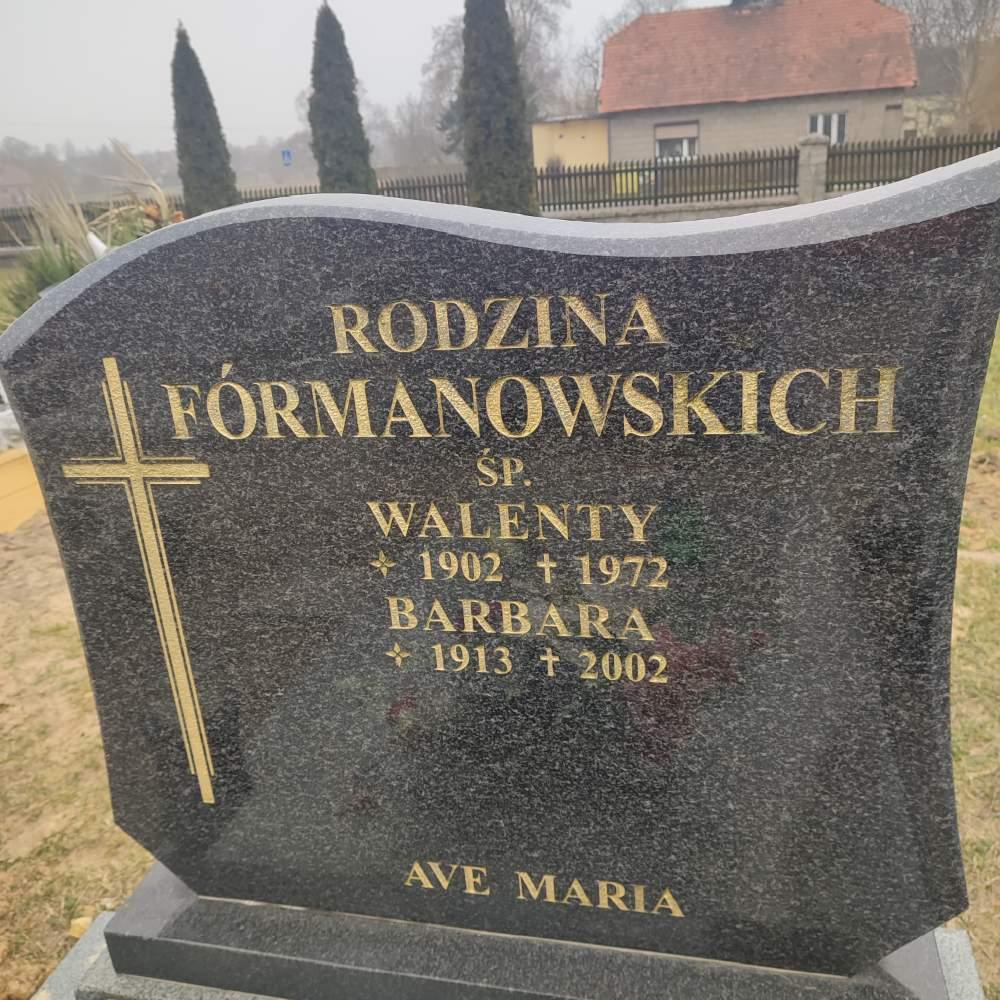 RODZINA
FÓRMANOWSKICH
ŚP.
WALENTY
1902 † 1972
BARBARA
1913 † 2002
AVE MARIA